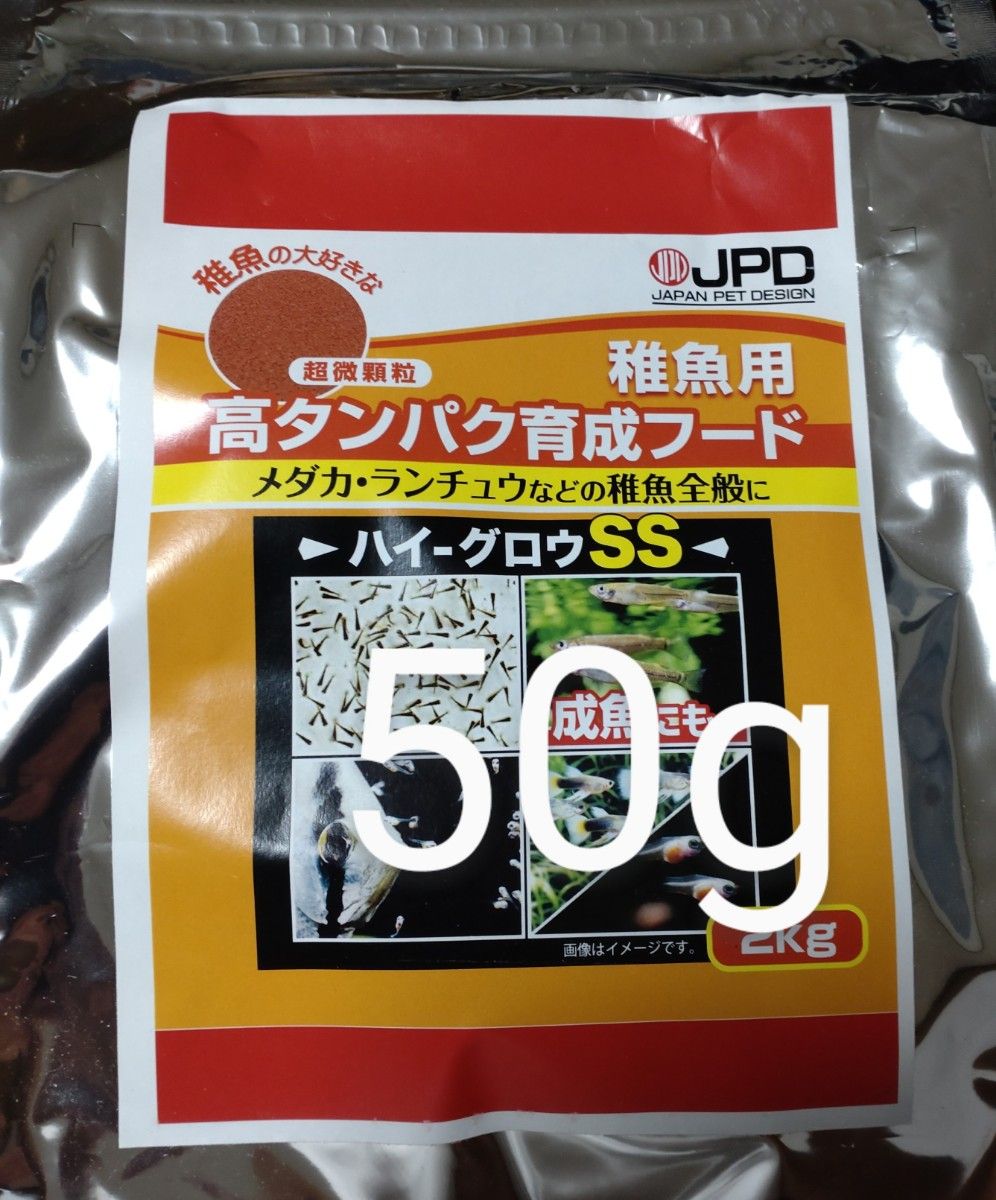 稚魚の大好きな
JPD
JAPAN PET DESIGN
超微顆粒
稚魚用
高タンパク育成フード
メダカ・ランチュウなどの稚魚全般に
ハイ-グロウSS
成魚にも
50g
画像はイメージです。
2kg